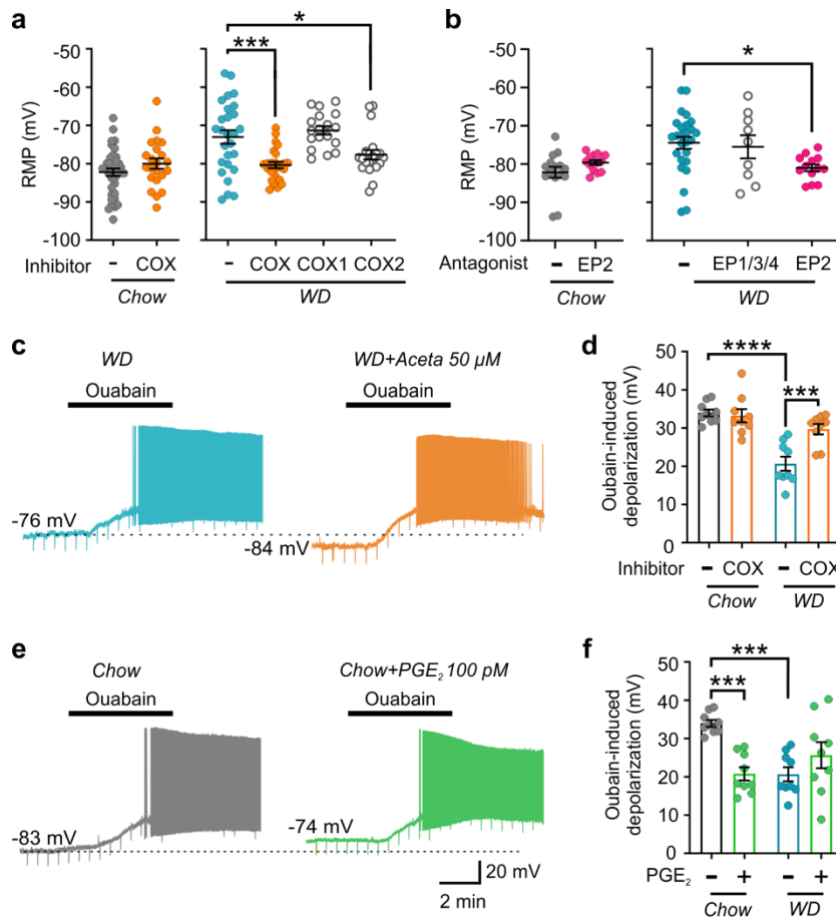 a
b
*
***
*
-50
-60
-70
-80
-90
-100
RMP (mV)
-50
-60
-70
-80
-90
-100
RMP (mV)
Inhibitor - COX - COX COX1 COX2
Chow WD
Antagonist - EP2 - EP1/3/4 EP2
Chow WD
c
WD
Ouabain
-76 mV
WD+Aceta 50 µM
Ouabain
-84 mV
d
****
***
50
40
30
20
10
0
Oubain-induced
depolarization (mV)
Inhibitor - COX - COX
Chow WD
e
Chow
Ouabain
-83 mV
Chow+PGE₂ 100 pM
Ouabain
-74 mV
20 mV
2 min
f
***
***
50
40
30
20
10
0
Oubain-induced
depolarization (mV)
PGE₂ - + - +
Chow WD